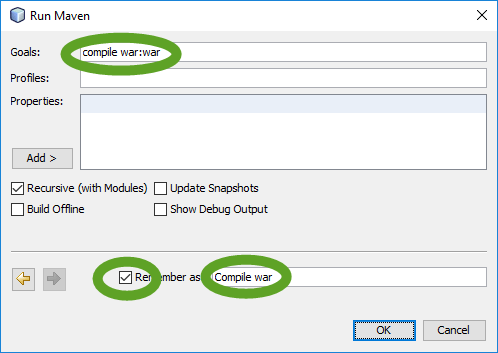 Run Maven
Goals: compile war:war
Profiles:
Properties:
Add >
Recursive (with Modules) Update Snapshots
Build Offline Show Debug Output
Remember as Compile war
OK Cancel